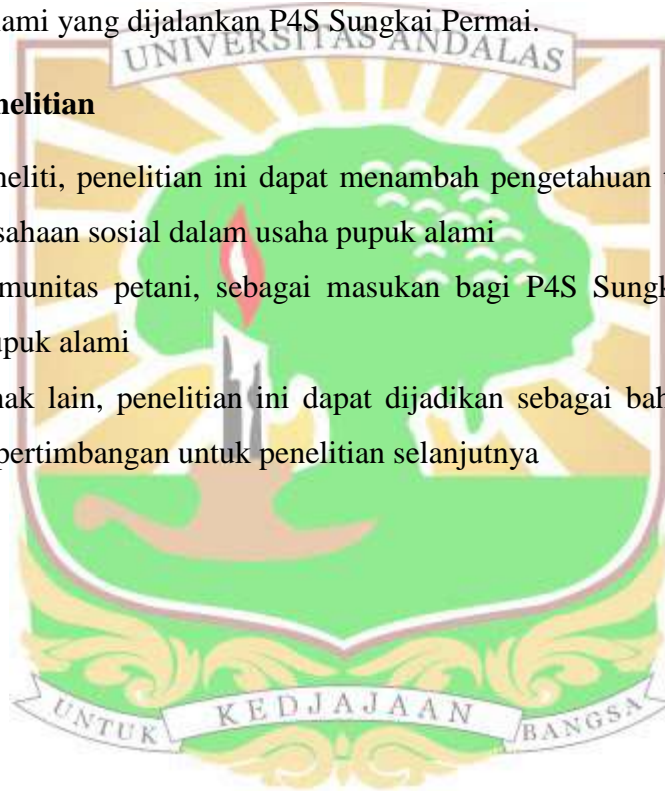 lami yang dijalankan P4S Sungkai Permai.
UNIVERSITAS ANDALAS
nelitian
neliti, penelitian ini dapat menambah pengetahuan
sahaan sosial dalam usaha pupuk alami
munitas petani, sebagai masukan bagi P4S Sungk
upuk alami
nak lain, penelitian ini dapat dijadikan sebagai bah
pertimbangan untuk penelitian selanjutnya
UNTUK KEDJAJAAN BANGSA